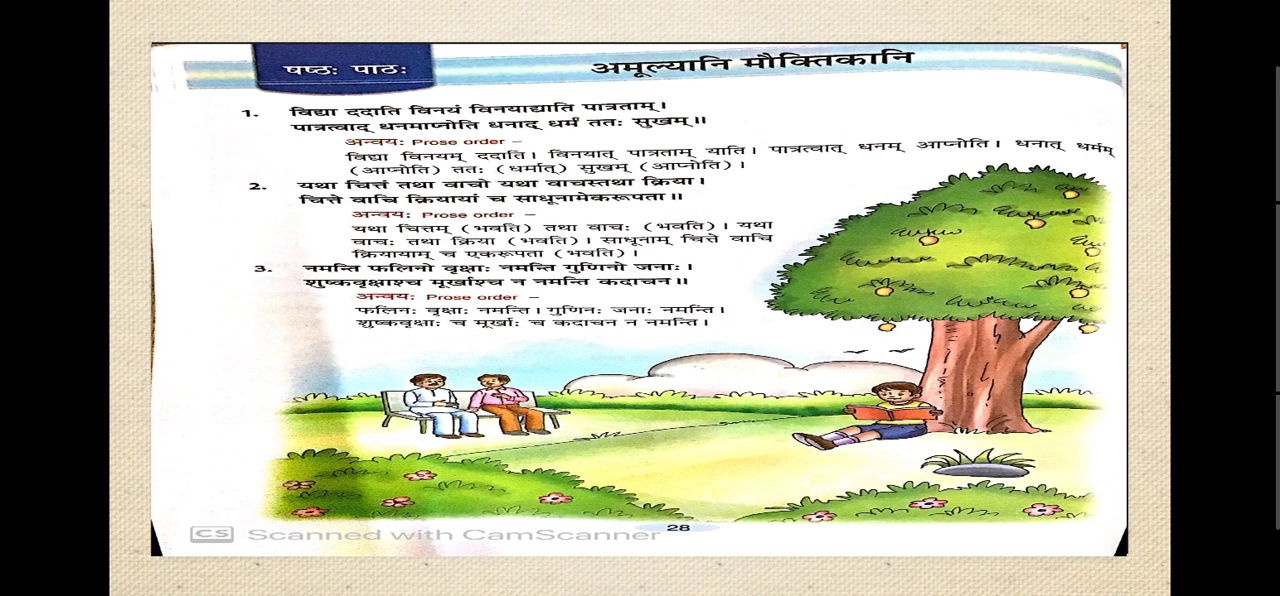 षष्ठः पाठः
अमूल्यानि मौक्तिकानि
1. विद्या ददाति विनयं विनयाद्याति पात्रताम्।
पात्रत्वाद् धनमाप्नोति धनाद् धर्मं ततः सुखम्॥
अन्वयः Prose order –
विद्या विनयम् ददाति। विनयात् पात्रताम् याति। पात्रत्वात् धनम् आप्नोति। धनात् धर्मम्
(आप्नोति) ततः (धर्मात्) सुखम् (आप्नोति)।
2. यथा चित्तं तथा वाचो यथा वाचस्तथा क्रिया।
चित्ते वाचि क्रियायां च साधूनामेकरूपता॥
अन्वयः Prose order –
यथा चित्तम् (भवति) तथा वाचः (भवति)। यथा
वाचः तथा क्रिया (भवति)। साधूनाम् चित्ते वाचि
क्रियायाम् च एकरूपता (भवति)।
3. नमन्ति फलिनो वृक्षाः नमन्ति गुणिनो जनाः।
शुष्कवृक्षाश्च मूर्खाश्च न नमन्ति कदाचन॥
अन्वयः Prose order –
फलिनः वृक्षाः नमन्ति। गुणिनः जनाः नमन्ति।
शुष्कवृक्षाः च मूर्खाः च कदाचन न नमन्ति।
28
CS Scanned with CamScanner